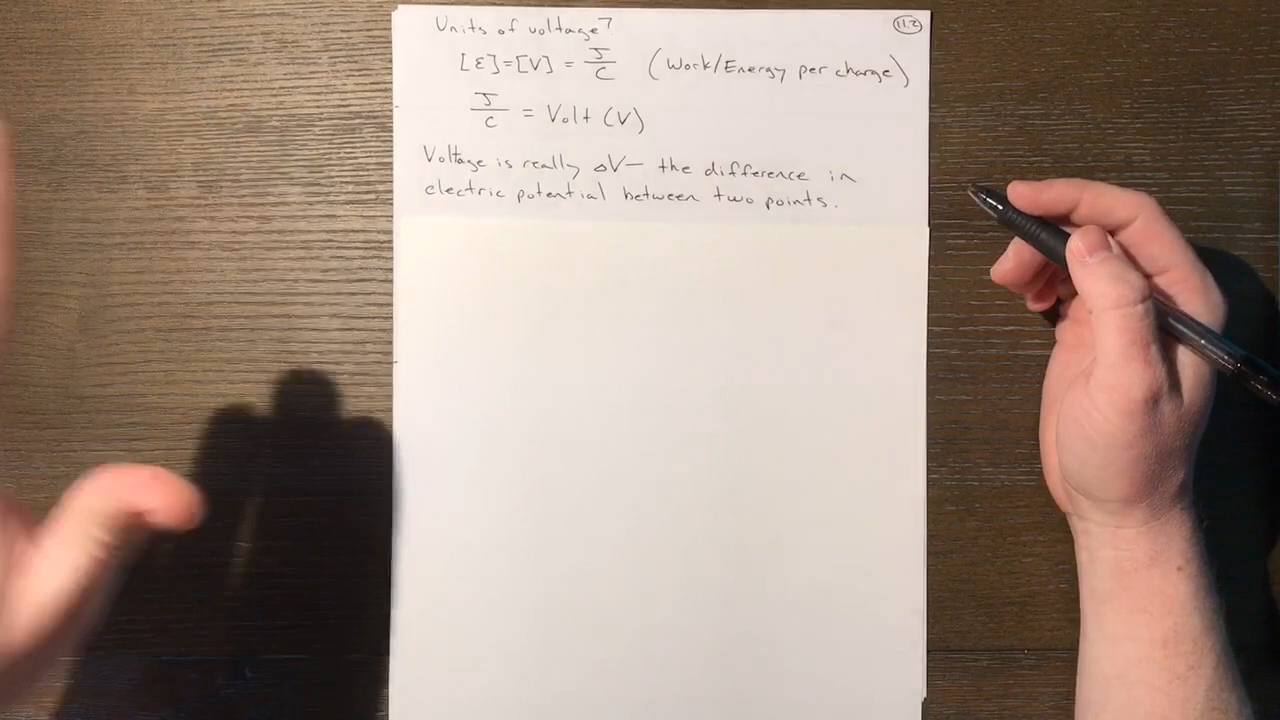 Units of voltage? 11.2
[ε]=[V] = J/C (Work/Energy per charge)
J/C = Volt (V)
Voltage is really ΔV— the difference in
electric potential between two points.